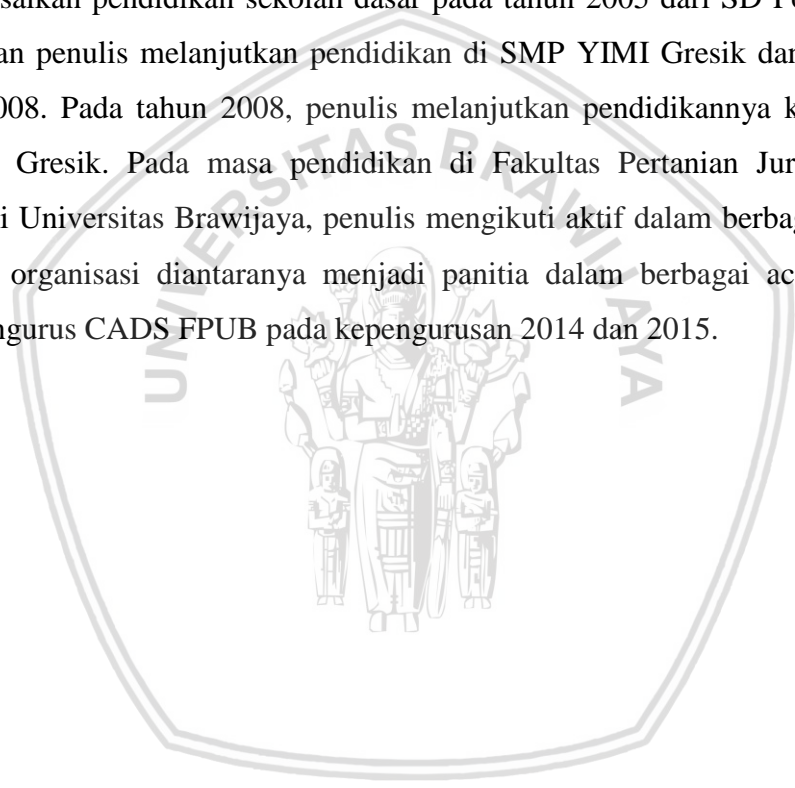 saikan pendidikan sekolah dasar pada tahun 2005 dari SD
an penulis melanjutkan pendidikan di SMP YIMI Gresik dan
008. Pada tahun 2008, penulis melanjutkan pendidikannya k
Gresik. Pada masa pendidikan di Fakultas Pertanian Jur
i Universitas Brawijaya, penulis mengikuti aktif dalam berbag
organisasi diantaranya menjadi panitia dalam berbagai ac
ngurus CADS FPUB pada kepengurusan 2014 dan 2015.
UNIVERSITAS BRAWIJAYA